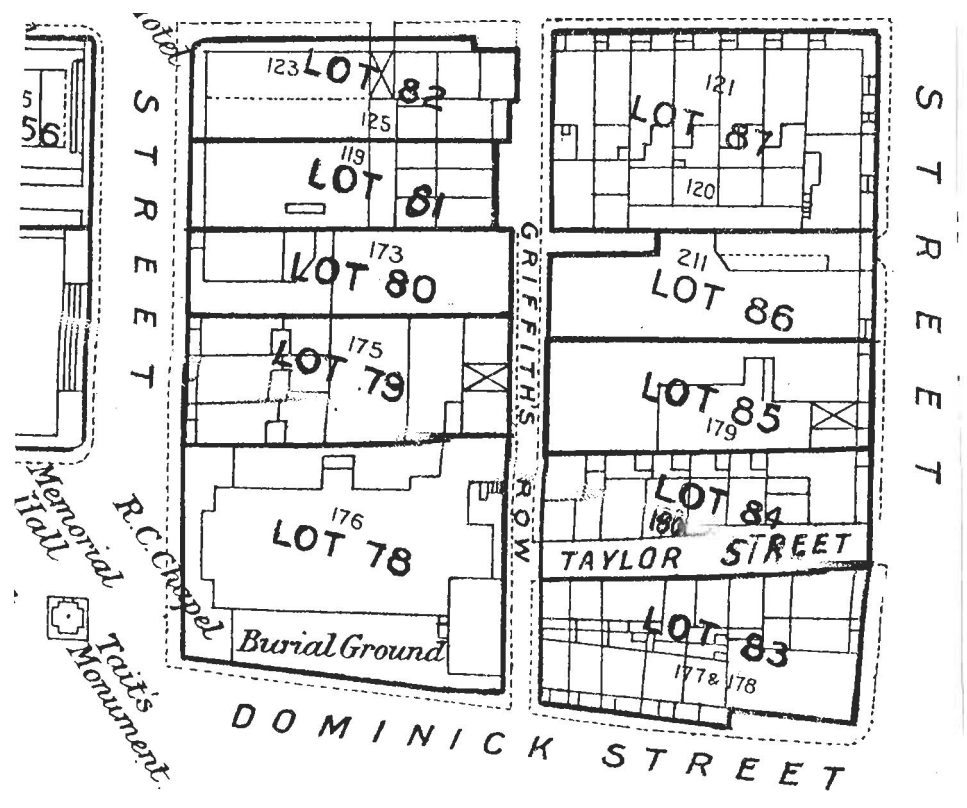 Hotel
123 LOT 82
125
119
LOT 81
173
LOT 80
175
LOT 79
176
LOT 78
Burial Ground
56
STREET
Memorial
Hall
R.C. Chapel
Tait's
Monument
GRIFFITHS ROW
121
LOT 87
120
211
LOT 86
LOT 85
179
LOT 84
180
TAYLOR STREET
LOT 83
177 & 178
STREET
DOMINICK STREET